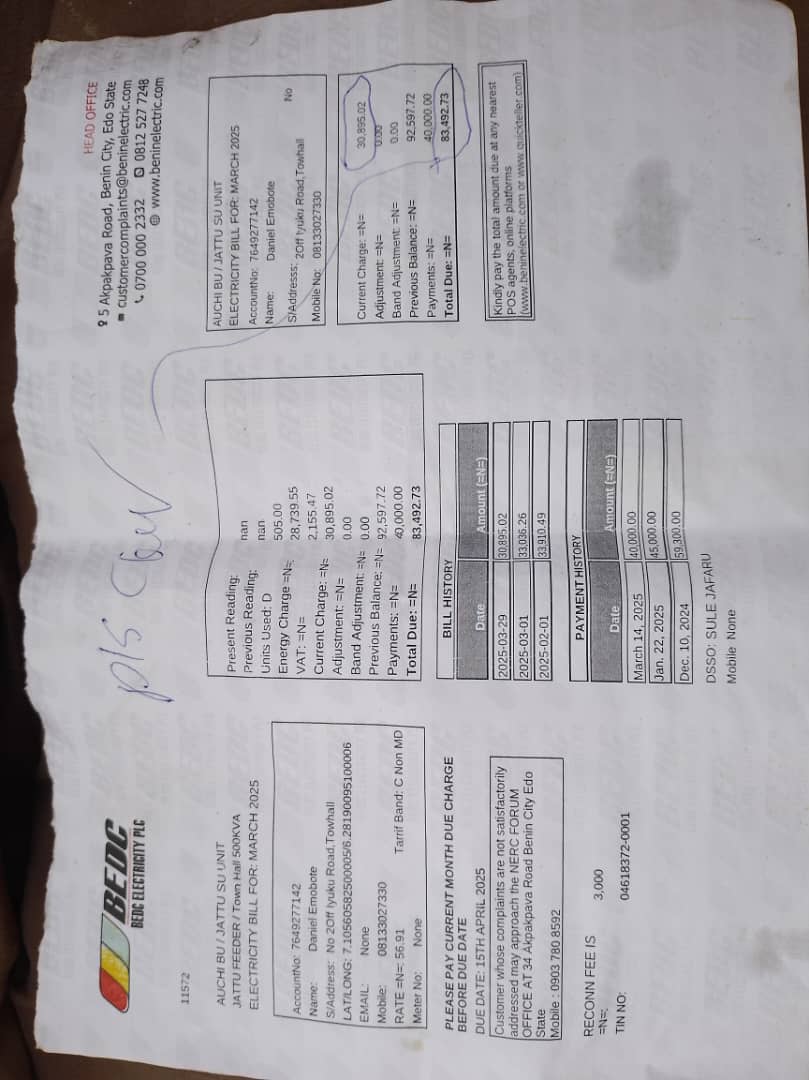 BEDC
BEDC ELECTRICITY PLC
HEAD OFFICE
5 Akpakpava Road, Benin City, Edo State
customercomplaints@beninelectric.com
0700 000 2332 0812 527 7248
www.beninelectric.com
pls
11572
AUCHI BU / JATTU SU UNIT
JATTU FEEDER / Town Hall 500KVA
ELECTRICITY BILL FOR: MARCH 2025
AccountNo: 7649277142
Name: Daniel Emobote
S/Address: No 2Off Iyuku Road,Towhall
LAT/LONG: 7.10560582500005/6.28190095100006
EMAIL: None
Mobile: 08133027330
RATE =N=: 56.91 Tarrif Band: C Non MD
Meter No: None
PLEASE PAY CURRENT MONTH DUE CHARGE
BEFORE DUE DATE
DUE DATE: 15TH APRIL 2025
Customer whose complaints are not satisfactorily
addressed may approach the NERC FORUM
OFFICE AT 34 Akpakpava Road Benin City Edo
State
Mobile : 0903 780 8592
RECONN FEE IS 3,000
=N=:
TIN NO: 04618372-0001
Present Reading: nan
Previous Reading: nan
Units Used: D 505.00
Energy Charge =N=: 28,739.55
VAT: =N= 2,155.47
Current Charge: =N= 30,895.02
Adjustment: =N= 0.00
Band Adjustment: =N= 0.00
Previous Balance: =N= 92,597.72
Payments: =N= 40,000.00
Total Due: =N= 83,492.73
BILL HISTORY
Date Amount (=N=)
2025-03-29 30,895.02
2025-03-01 33,036.26
2025-02-01 33,910.49
PAYMENT HISTORY
Date Amount (=N=)
March 14, 2025 40,000.00
Jan. 22, 2025 45,000.00
Dec. 10, 2024 59,300.00
DSSO: SULE JAFARU
Mobile None
AUCHI BU / JATTU SU UNIT
ELECTRICITY BILL FOR: MARCH 2025
AccountNo: 7649277142
Name: Daniel Emobote
S/Addresss: 2Off Iyuku Road,Towhall No
Mobile No: 08133027330
Current Charge: =N= 30,895.02
Adjustment: =N= 0.00
Band Adjustment: =N= 0.00
Previous Balance: =N= 92,597.72
Payments: =N= 40,000.00
Total Due: =N= 83,492.73
Kindly pay the total amount due at any nearest
POS agents, online platforms
(www.beninelectric.com or www.quickteller.com)